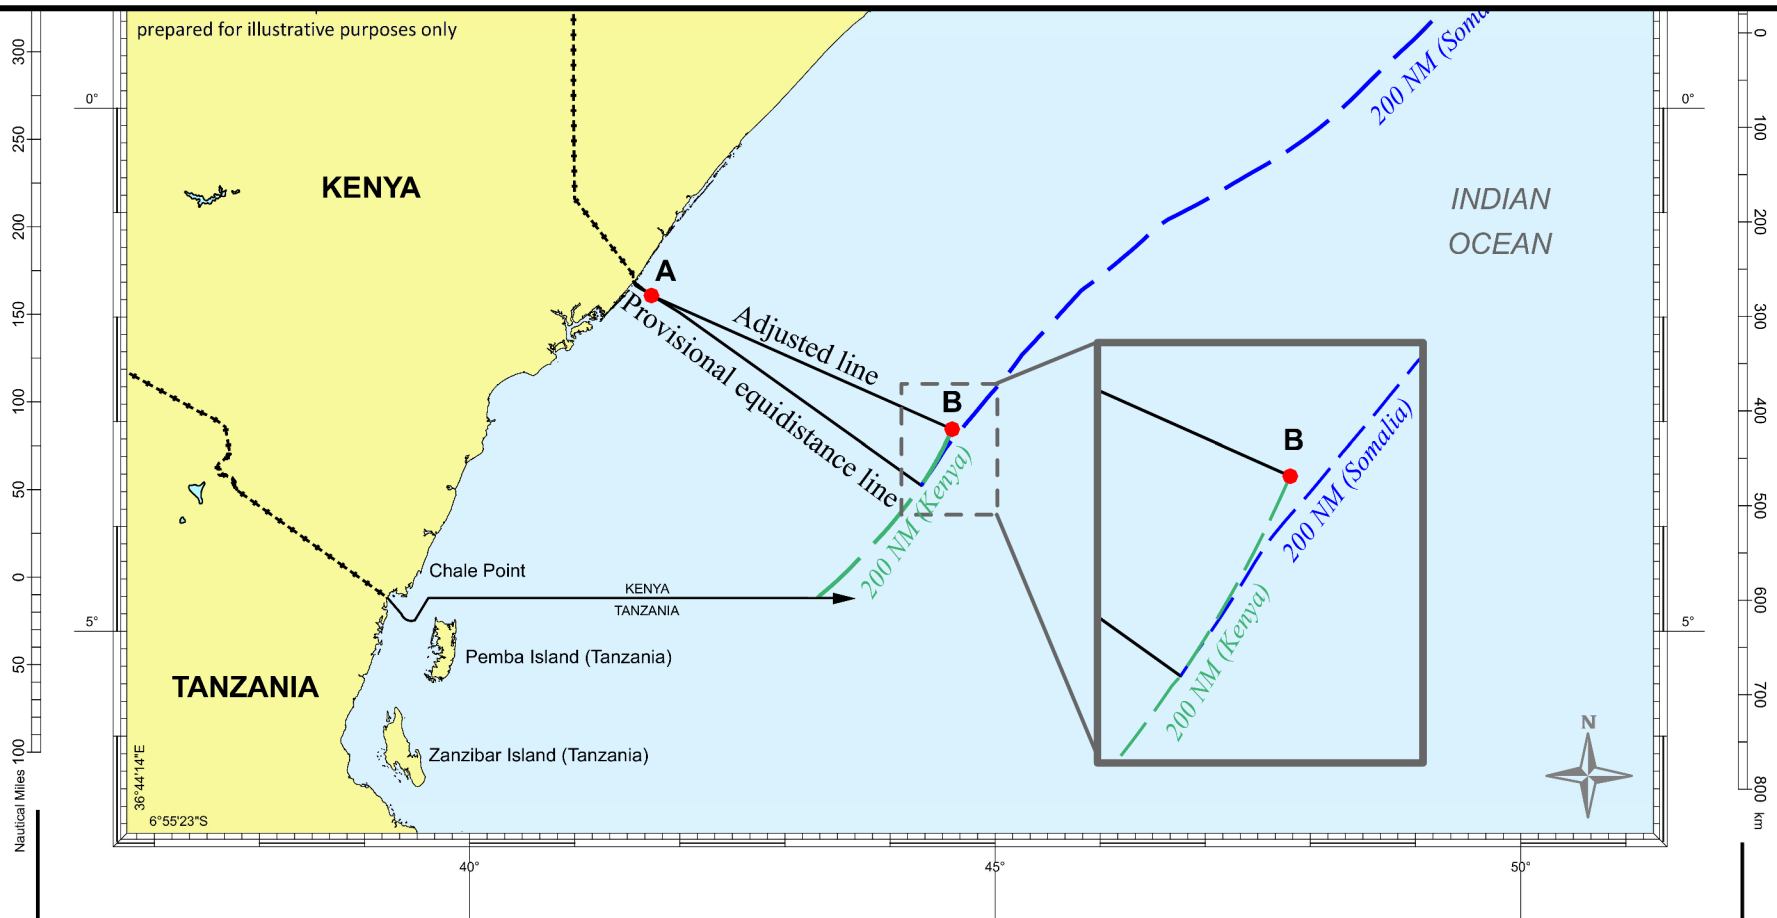 prepared for illustrative purposes only
200 NM (Soma
300
250
200
150
100
50
0
50
100
Nautical Miles
0°
0°
0
100
200
300
400
500
600
700
800
km
KENYA
INDIAN
OCEAN
A
Adjusted line
Provisional equidistance line
B
200 NM (Kenya)
B
200 NM (Somalia)
200 NM (Kenya)
Chale Point
KENYA
TANZANIA
5°
5°
Pemba Island (Tanzania)
TANZANIA
Zanzibar Island (Tanzania)
N
36°44'14"E
6°55'23"S
40°
45°
50°